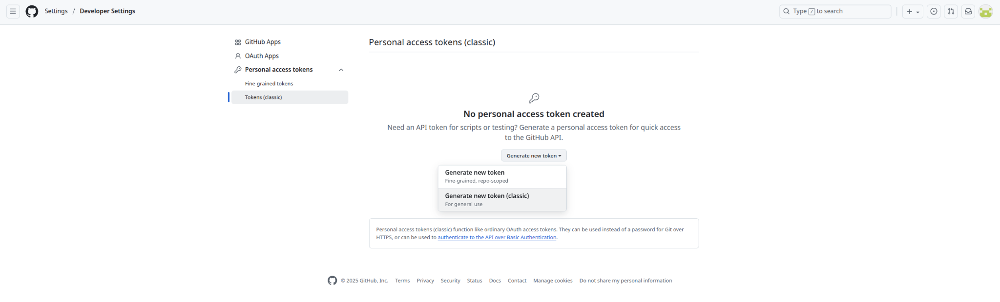 Settings / Developer Settings
Type / to search
GitHub Apps
OAuth Apps
Personal access tokens
Fine-grained tokens
Tokens (classic)
Personal access tokens (classic)
No personal access token created
Need an API token for scripts or testing? Generate a personal access token for quick access
to the GitHub API.
Generate new token
Generate new token
Fine-grained, repo-scoped
Generate new token (classic)
For general use
Personal access tokens (classic) function like ordinary OAuth access tokens. They can be used instead of a password for Git over
HTTPS, or can be used to authenticate to the API over Basic Authentication.
© 2025 GitHub, Inc. Terms Privacy Security Status Docs Contact Manage cookies Do not share my personal information